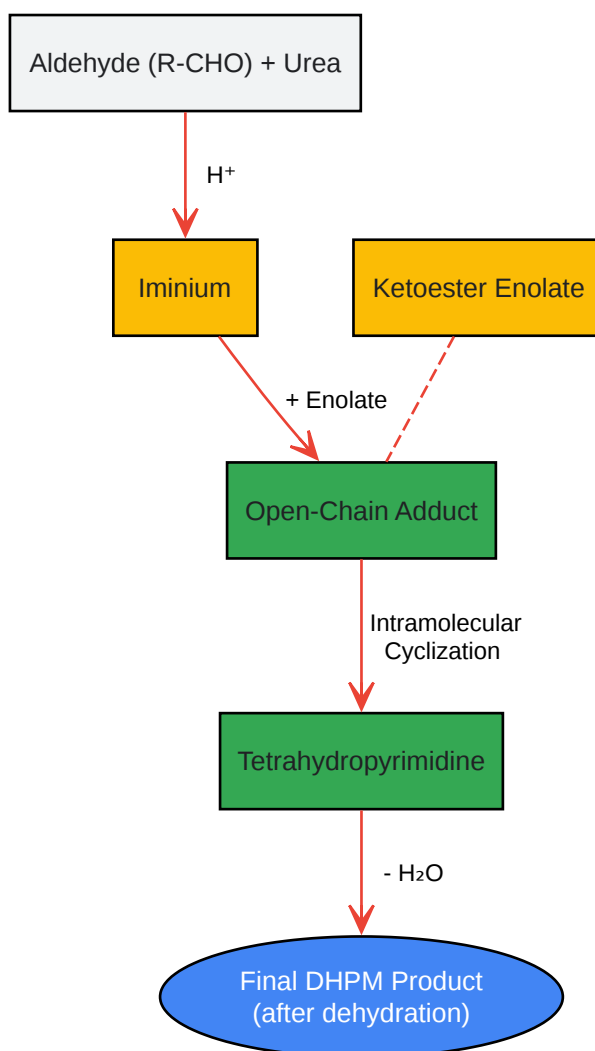 Aldehyde (R-CHO) + Urea
H⁺
Iminium
Ketoester Enolate
+ Enolate
Open-Chain Adduct
Intramolecular
Cyclization
Tetrahydropyrimidine
- H₂O
Final DHPM Product
(after dehydration)